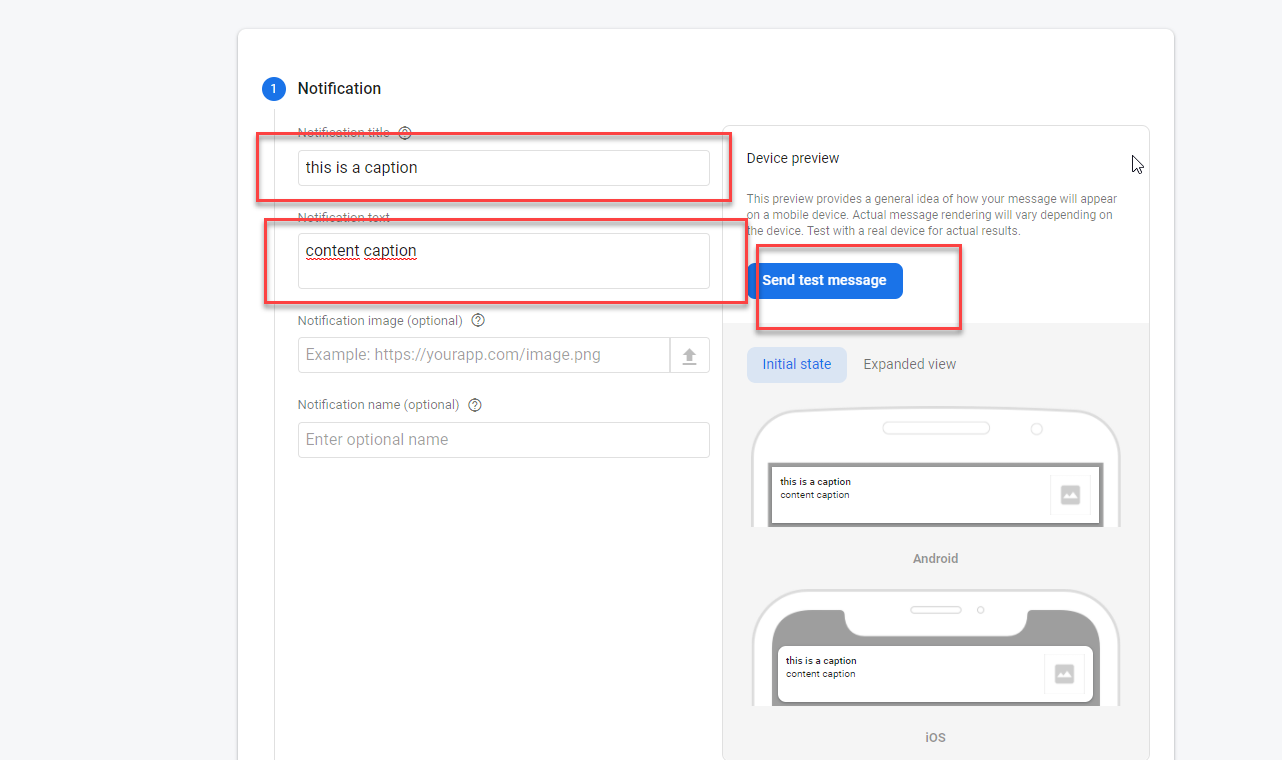 1 Notification
Notification title
this is a caption
Notification text
content caption
Notification image (optional)
Example: https://yourapp.com/image.png
Notification name (optional)
Enter optional name
Device preview
This preview provides a general idea of how your message will appear
on a mobile device. Actual message rendering will vary depending on
the device. Test with a real device for actual results.
Send test message
Initial state Expanded view
this is a caption
content caption
Android
this is a caption
content caption
iOS